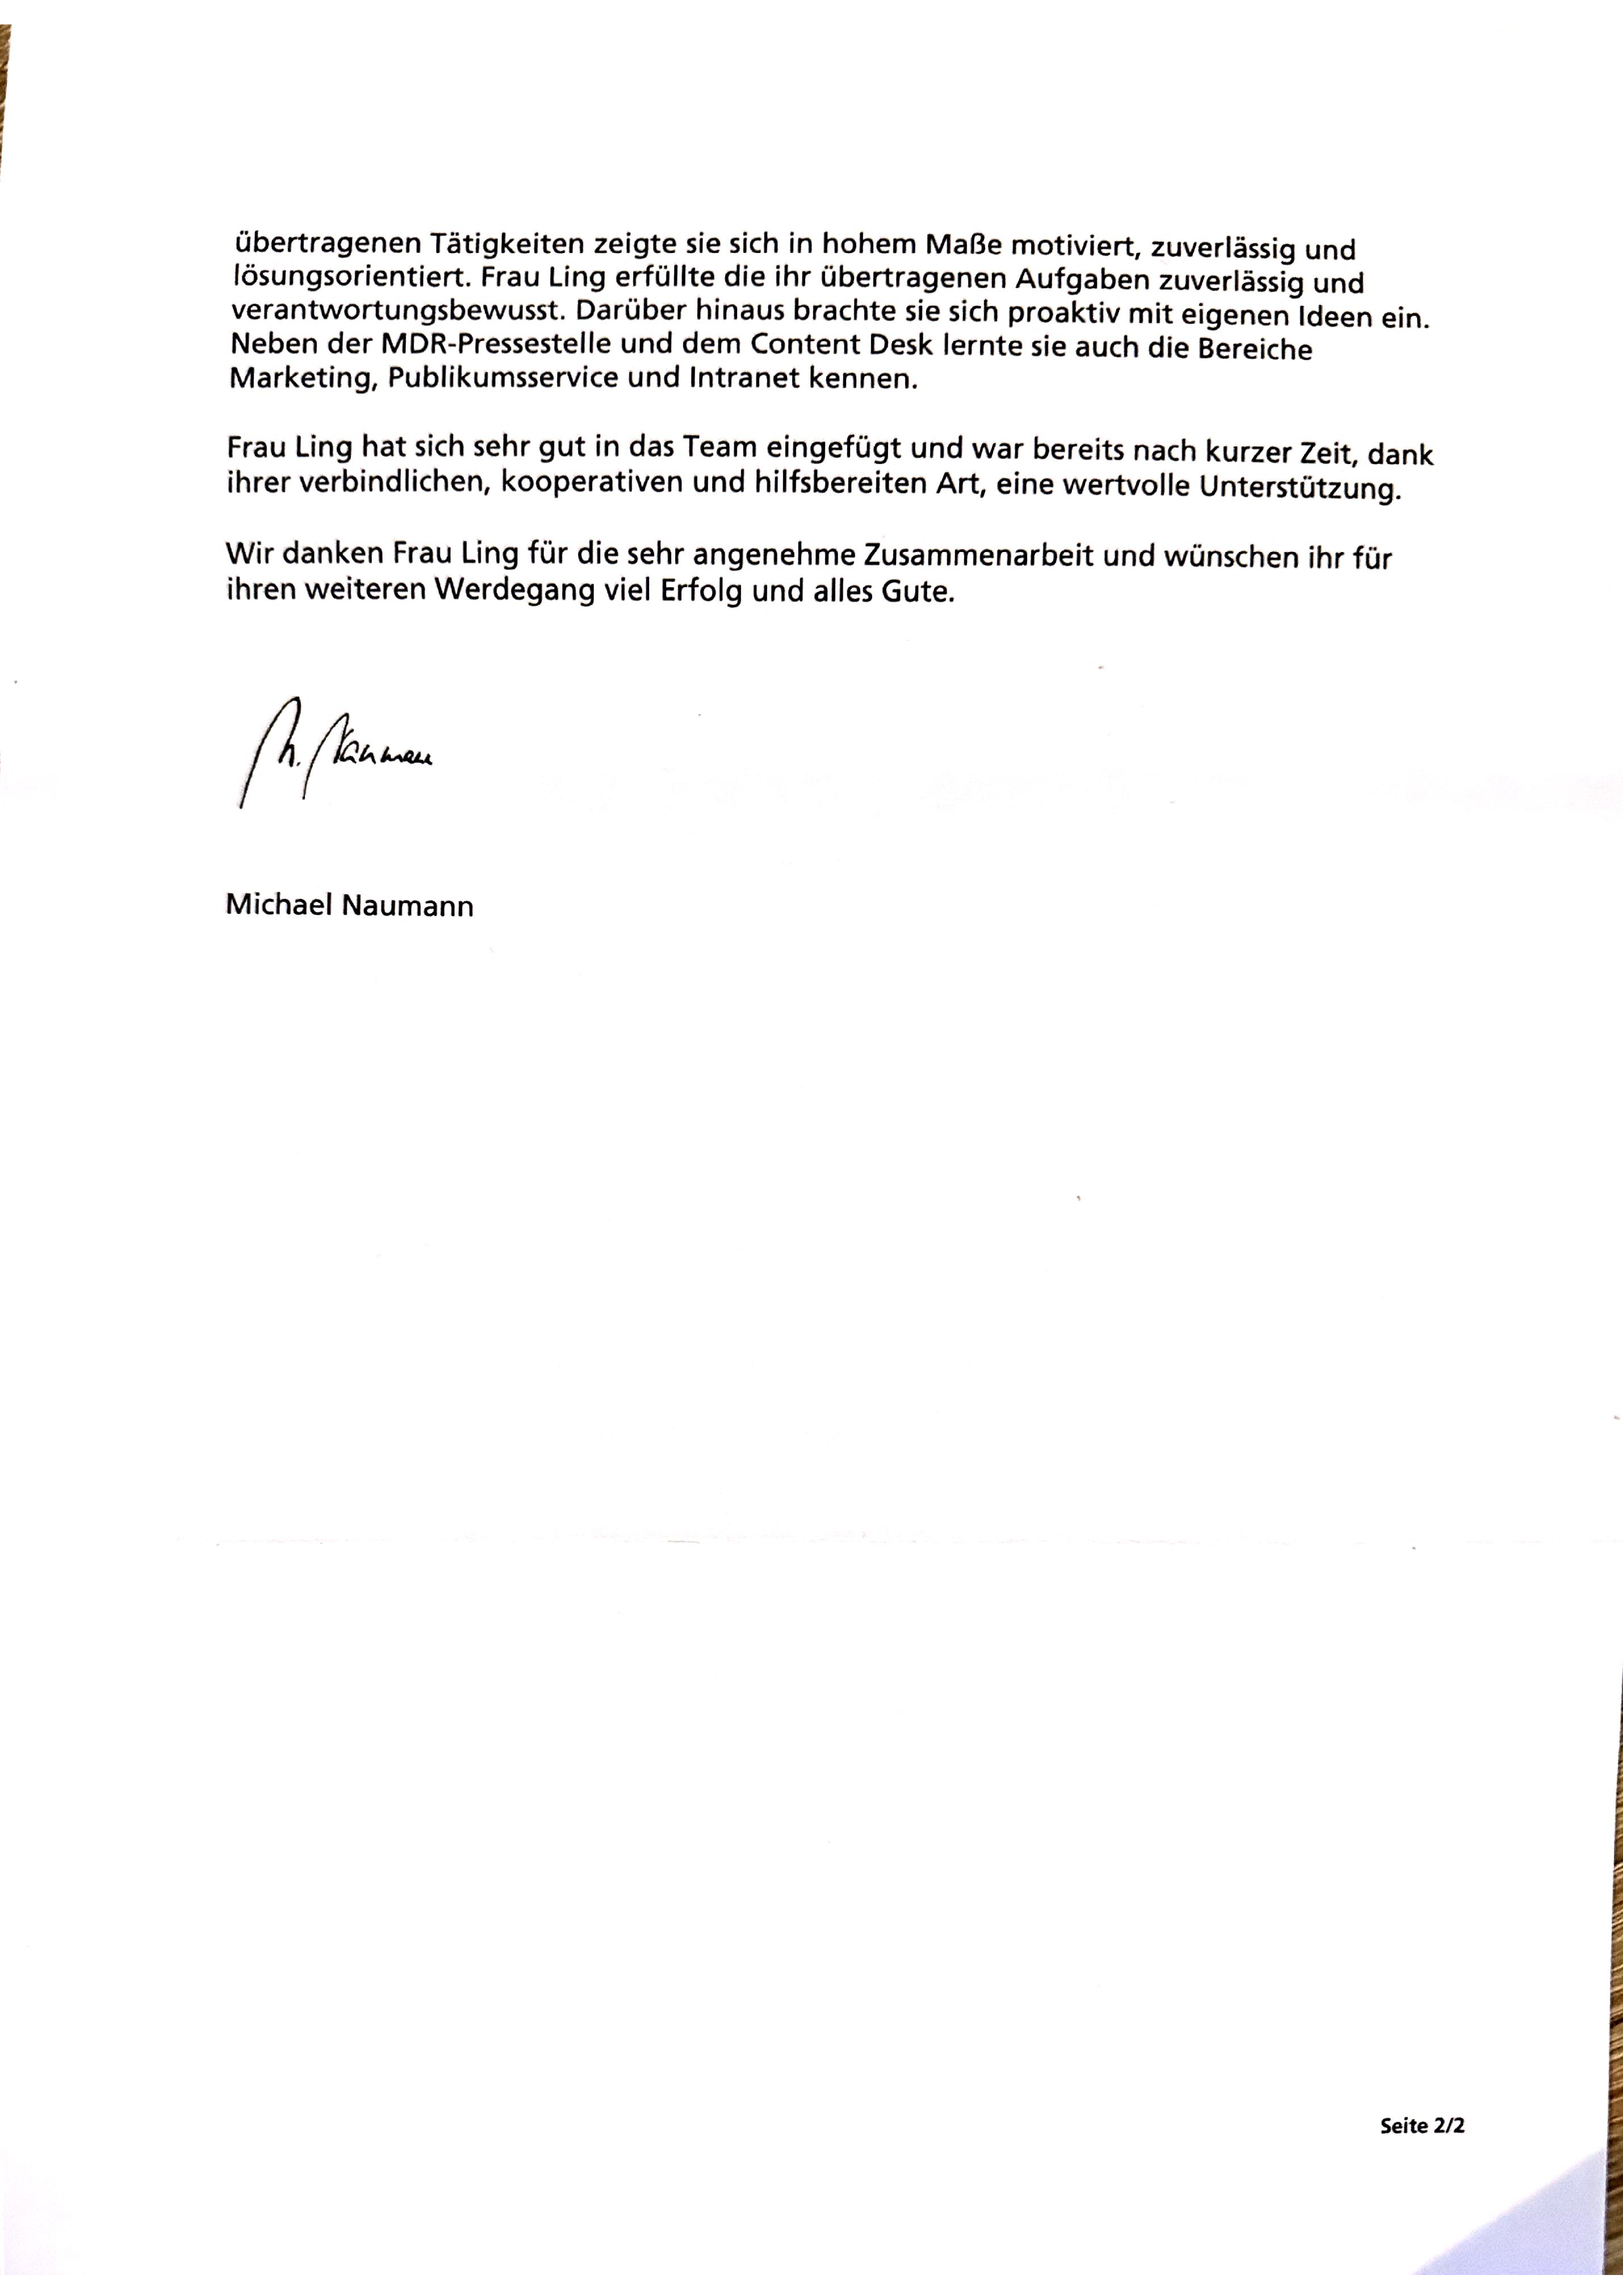 übertragenen Tätigkeiten zeigte sie sich in hohem Maße motiviert, zuverlässig und
lösungsorientiert. Frau Ling erfüllte die ihr übertragenen Aufgaben zuverlässig und
verantwortungsbewusst. Darüber hinaus brachte sie sich proaktiv mit eigenen Ideen ein.
Neben der MDR-Pressestelle und dem Content Desk lernte sie auch die Bereiche
Marketing, Publikumsservice und Intranet kennen.
Frau Ling hat sich sehr gut in das Team eingefügt und war bereits nach kurzer Zeit, dank
ihrer verbindlichen, kooperativen und hilfsbereiten Art, eine wertvolle Unterstützung.
Wir danken Frau Ling für die sehr angenehme Zusammenarbeit und wünschen ihr für
ihren weiteren Werdegang viel Erfolg und alles Gute.
M. Naumann
Michael Naumann
Seite 2/2